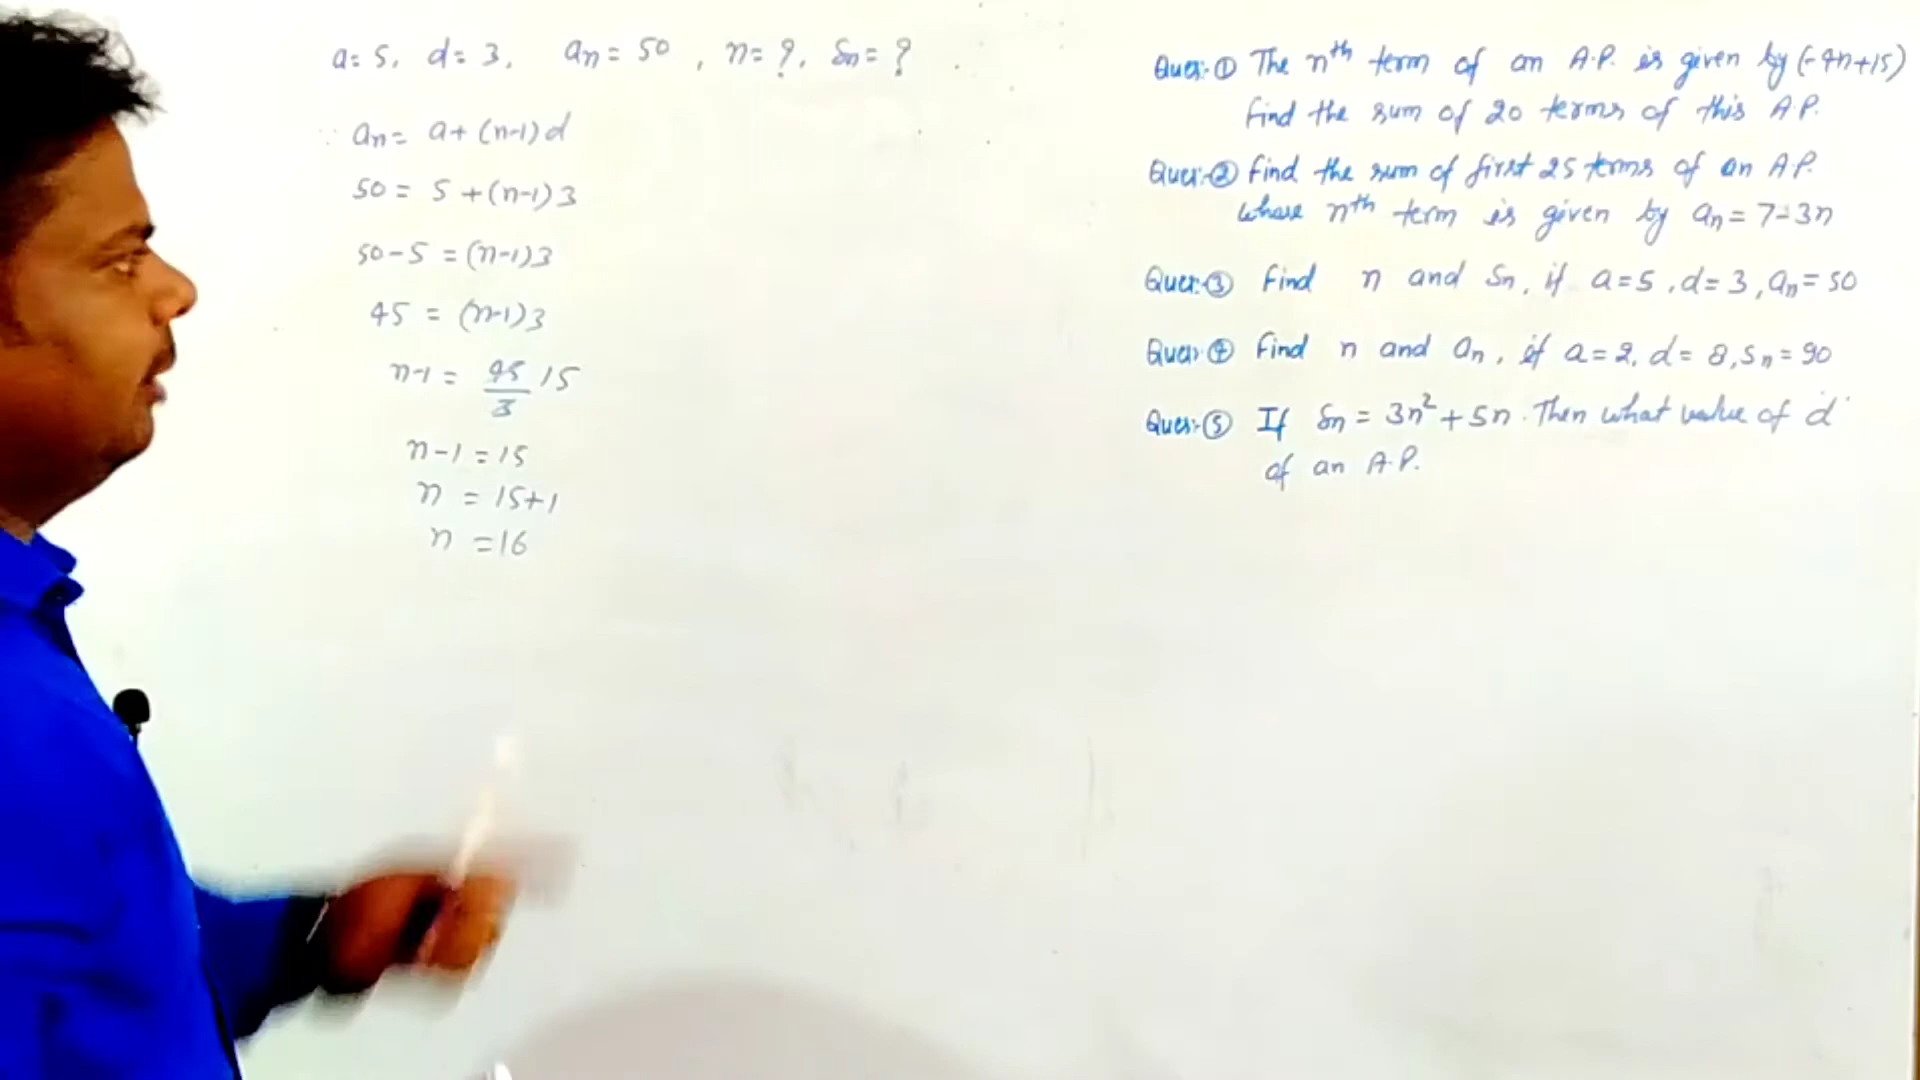 a= 5, d= 3, an= 50 , n= ?, Sn= ?
∵ an= a+ (n-1) d
50 = 5 +(n-1) 3
50-5 = (n-1)3
45 = (n-1)3
n-1 = 45/3 15
n-1 =15
n = 15+1
n =16
Ques:-① The nth term of an A.P. is given by (-4n+15)
Find the sum of 20 terms of this A.P.
Ques:-② Find the sum of first 25 terms of an A.P.
whose nth term is given by an = 7-3n
Ques:-③ Find n and Sn, if a=5, d= 3, an= 50
Ques:-④ Find n and an, if a=2, d= 8, Sn= 90
Ques:-⑤ If Sn = 3n²+5n. Then what value of 'd'
of an A.P.